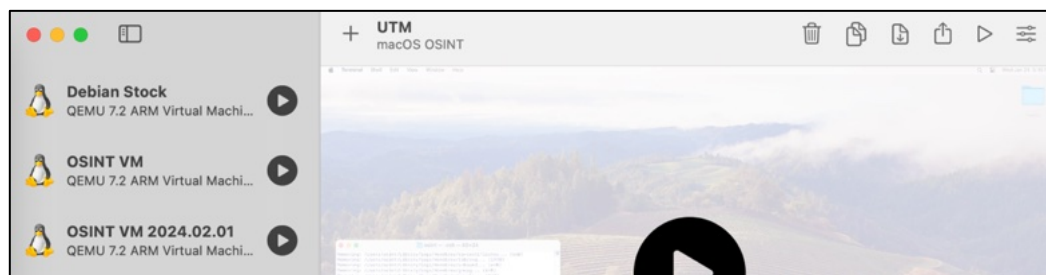 UTM
macOS OSINT
Debian Stock
QEMU 7.2 ARM Virtual Machi...
OSINT VM
QEMU 7.2 ARM Virtual Machi...
OSINT VM 2024.02.01
QEMU 7.2 ARM Virtual Machi...